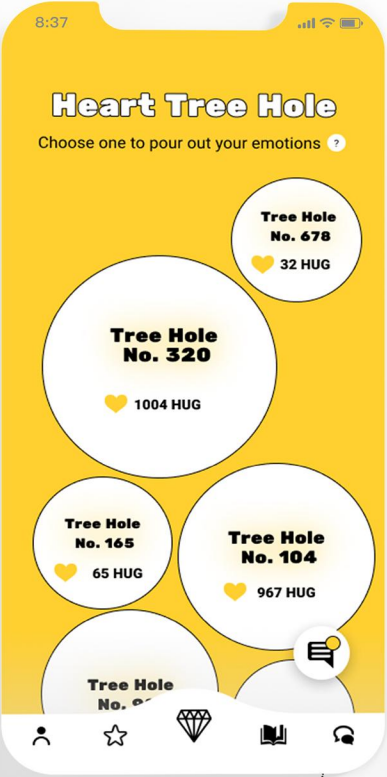 8:37
Heart Tree Hole
Choose one to pour out your emotions ?
Tree Hole
No. 678
32 HUG
Tree Hole
No. 320
1004 HUG
Tree Hole
No. 165
65 HUG
Tree Hole
No. 104
967 HUG
Tree Hole
No.